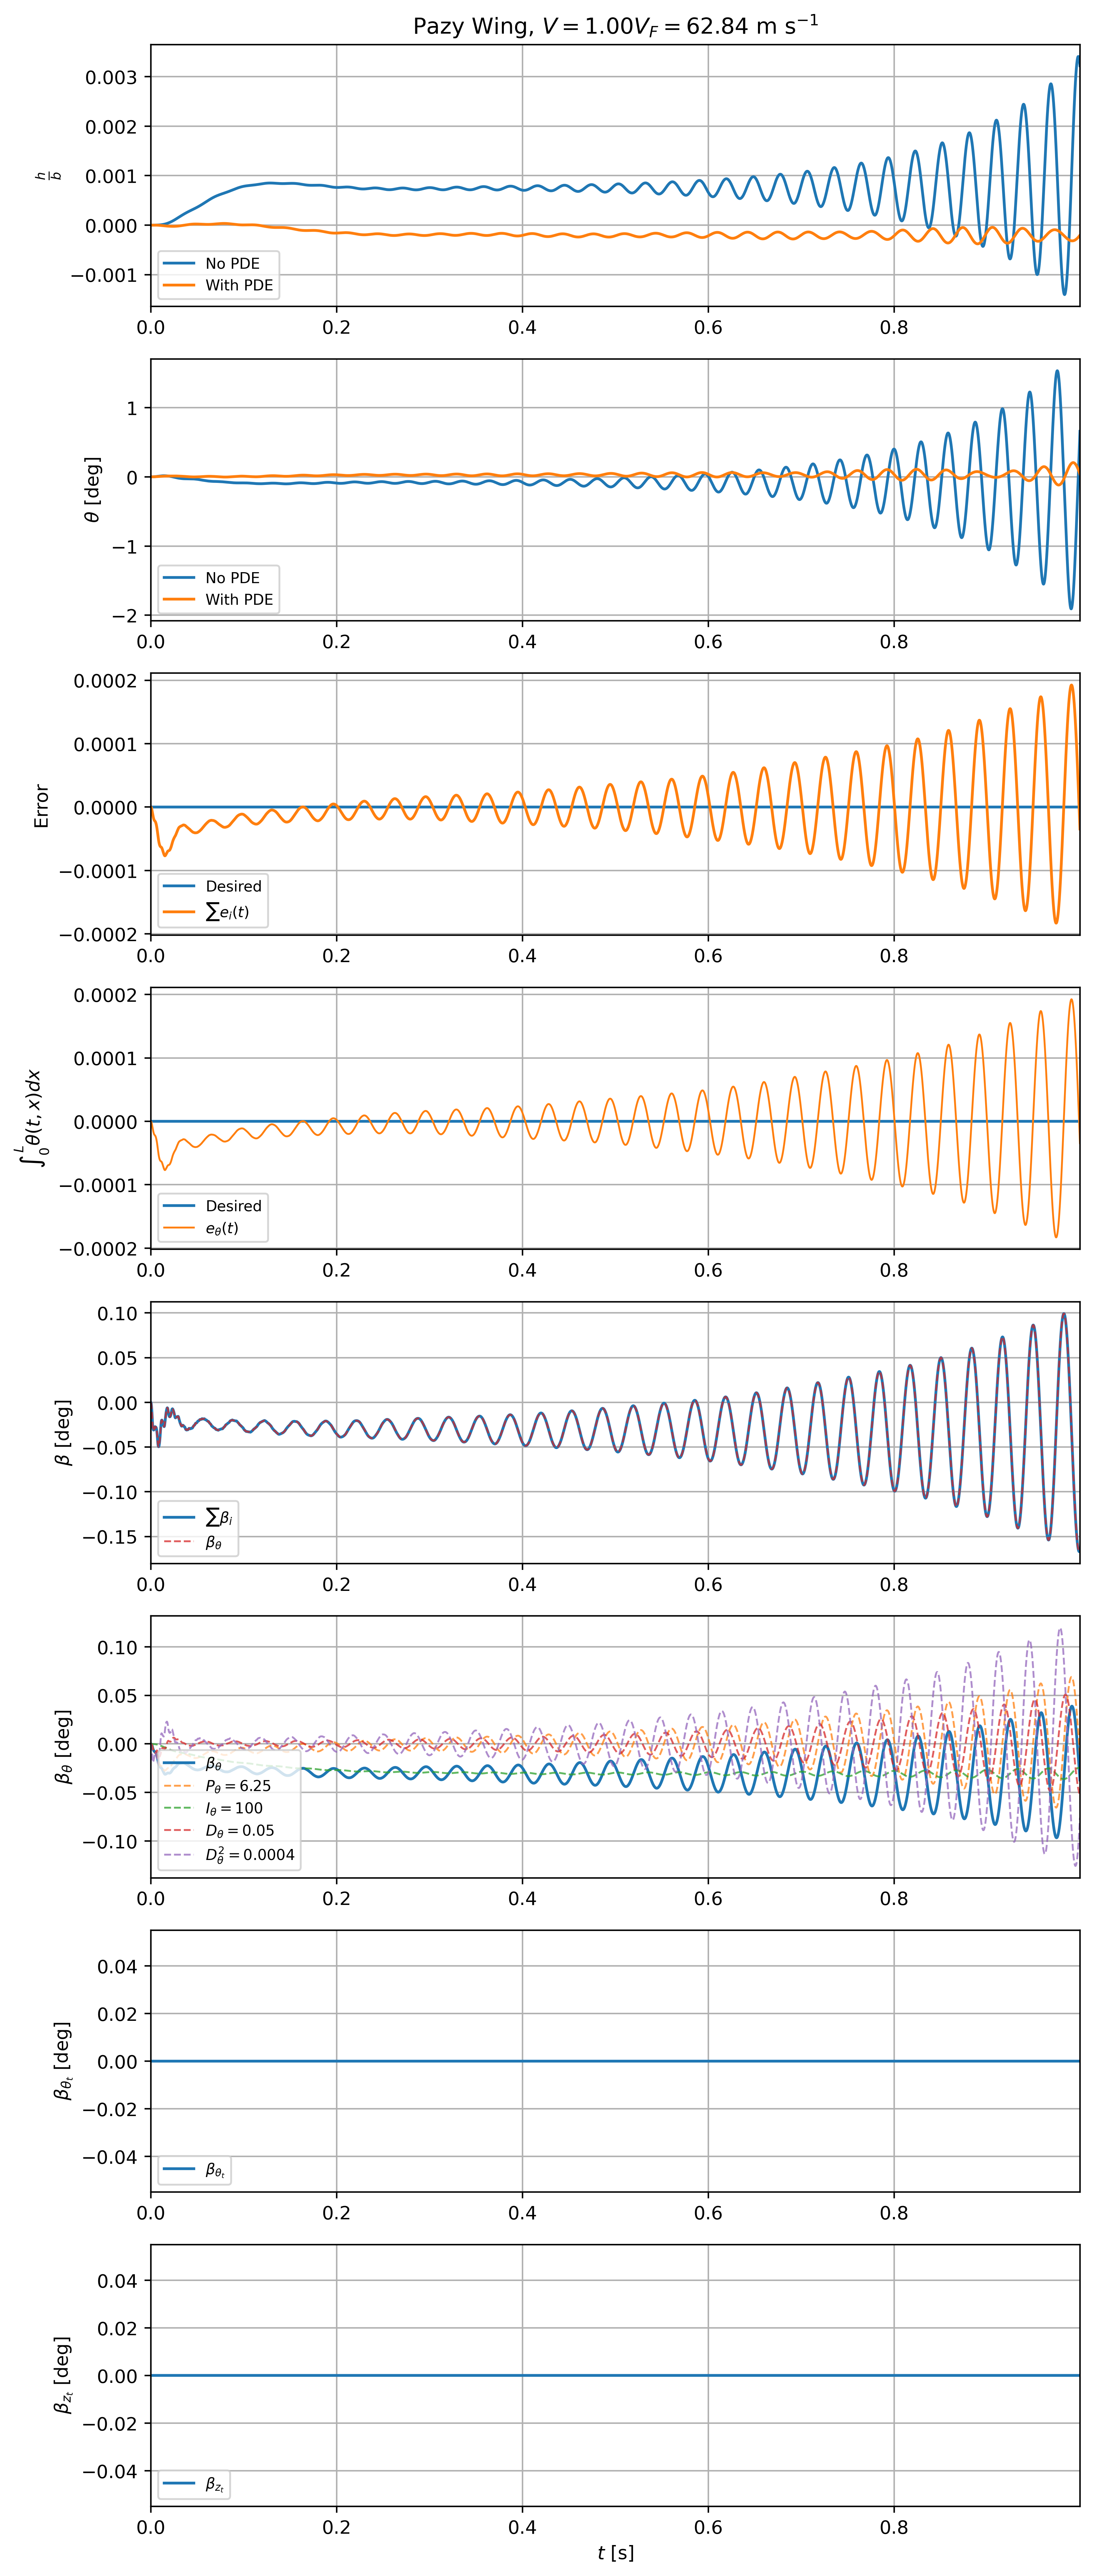 Pazy Wing, V = 1.00V_F = 62.84 m s^{-1}
h/b
0.003
0.002
0.001
0.000
−0.001
No PDE
With PDE
0.0 0.2 0.4 0.6 0.8
θ [deg]
1
0
−1
−2
No PDE
With PDE
0.0 0.2 0.4 0.6 0.8
Error
0.0002
0.0001
0.0000
−0.0001
−0.0002
Desired
∑e_l(t)
0.0 0.2 0.4 0.6 0.8
∫_0^L θ(t, x)dx
0.0002
0.0001
0.0000
−0.0001
−0.0002
Desired
e_θ(t)
0.0 0.2 0.4 0.6 0.8
β [deg]
0.10
0.05
0.00
−0.05
−0.10
−0.15
∑β_i
β_θ
0.0 0.2 0.4 0.6 0.8
β_θ [deg]
0.10
0.05
0.00
−0.05
−0.10
β_θ
P_θ = 6.25
I_θ = 100
D_θ = 0.05
D_θ^2 = 0.0004
0.0 0.2 0.4 0.6 0.8
β_{θ_t} [deg]
0.04
0.02
0.00
−0.02
−0.04
β_{θ_t}
0.0 0.2 0.4 0.6 0.8
β_{z_t} [deg]
0.04
0.02
0.00
−0.02
−0.04
β_{z_t}
0.0 0.2 0.4 0.6 0.8
t [s]